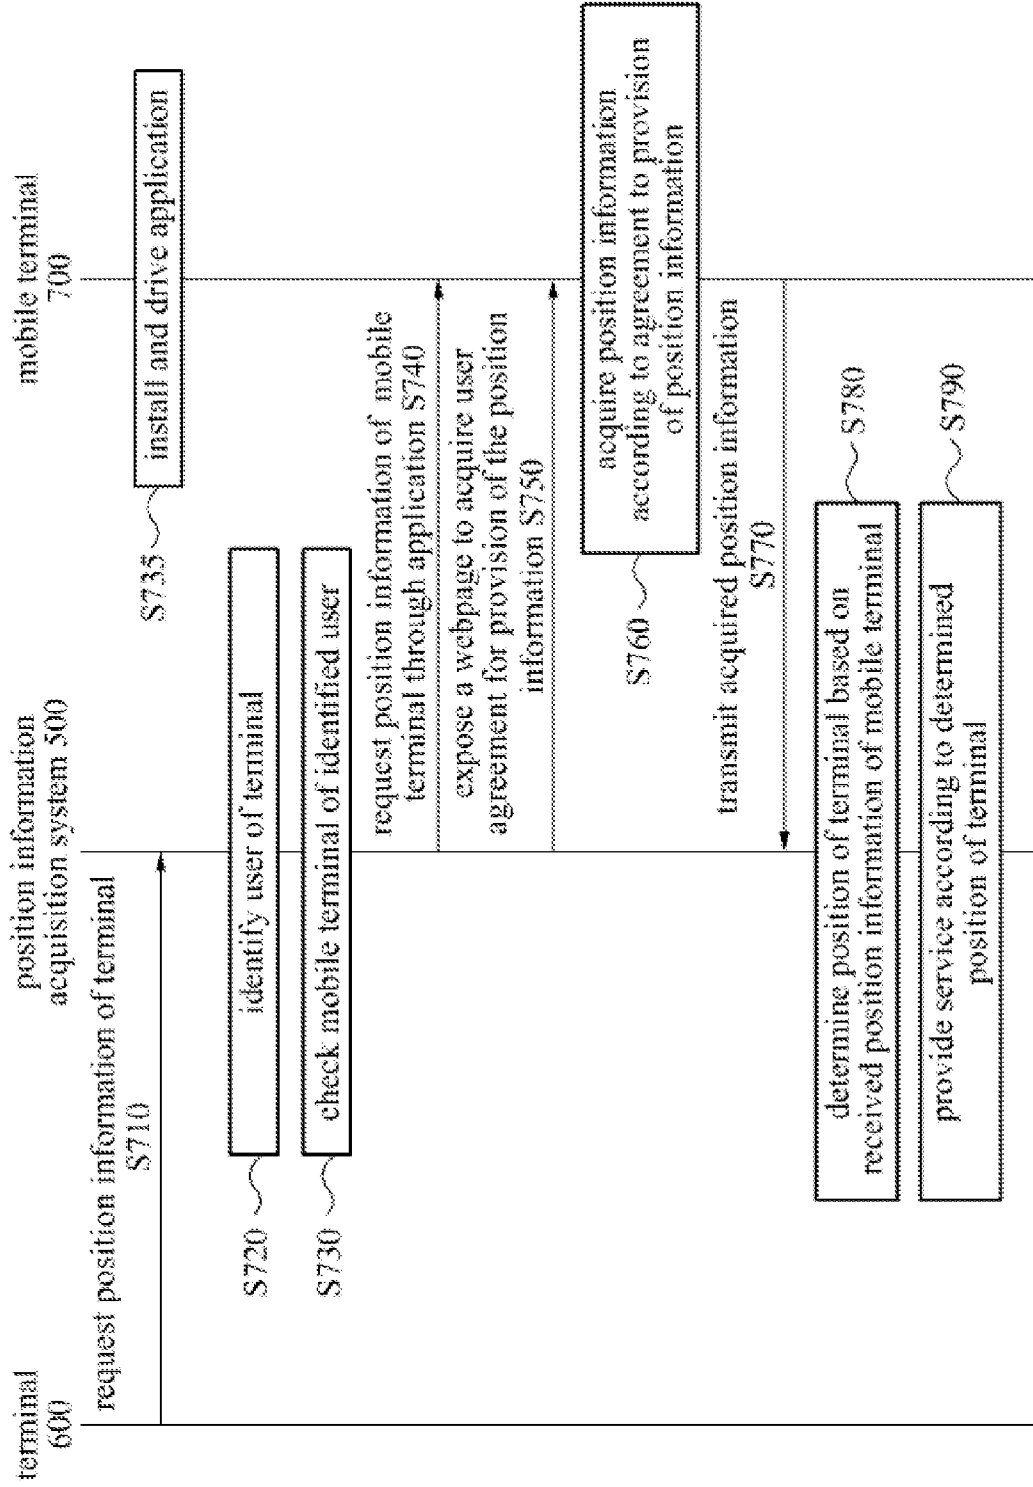 terminal
600
position information
acquisition system 500
mobile terminal
700
request position information of terminal
S710
S735
install and drive application
S720
identify user of terminal
S730
check mobile terminal of identified user
request position information of mobile
terminal through application S740
expose a webpage to acquire user
agreement for provision of the position
information S750
S760
acquire position information
according to agreement to provision
of position information
transmit acquired position information
S770
determine position of terminal based on
received position information of mobile terminal
S780
provide service according to determined
position of terminal
S790